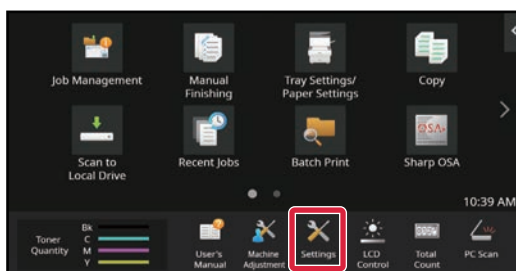 Job Management
Manual
Finishing
Tray Settings/
Paper Settings
Copy
Scan to
Local Drive
Recent Jobs
Batch Print
OSA
Sharp OSA
10:39 AM
Toner
Quantity
Bk
C
M
Y
User's
Manual
Machine
Adjustment
Settings
LCD
Control
Total
Count
PC Scan